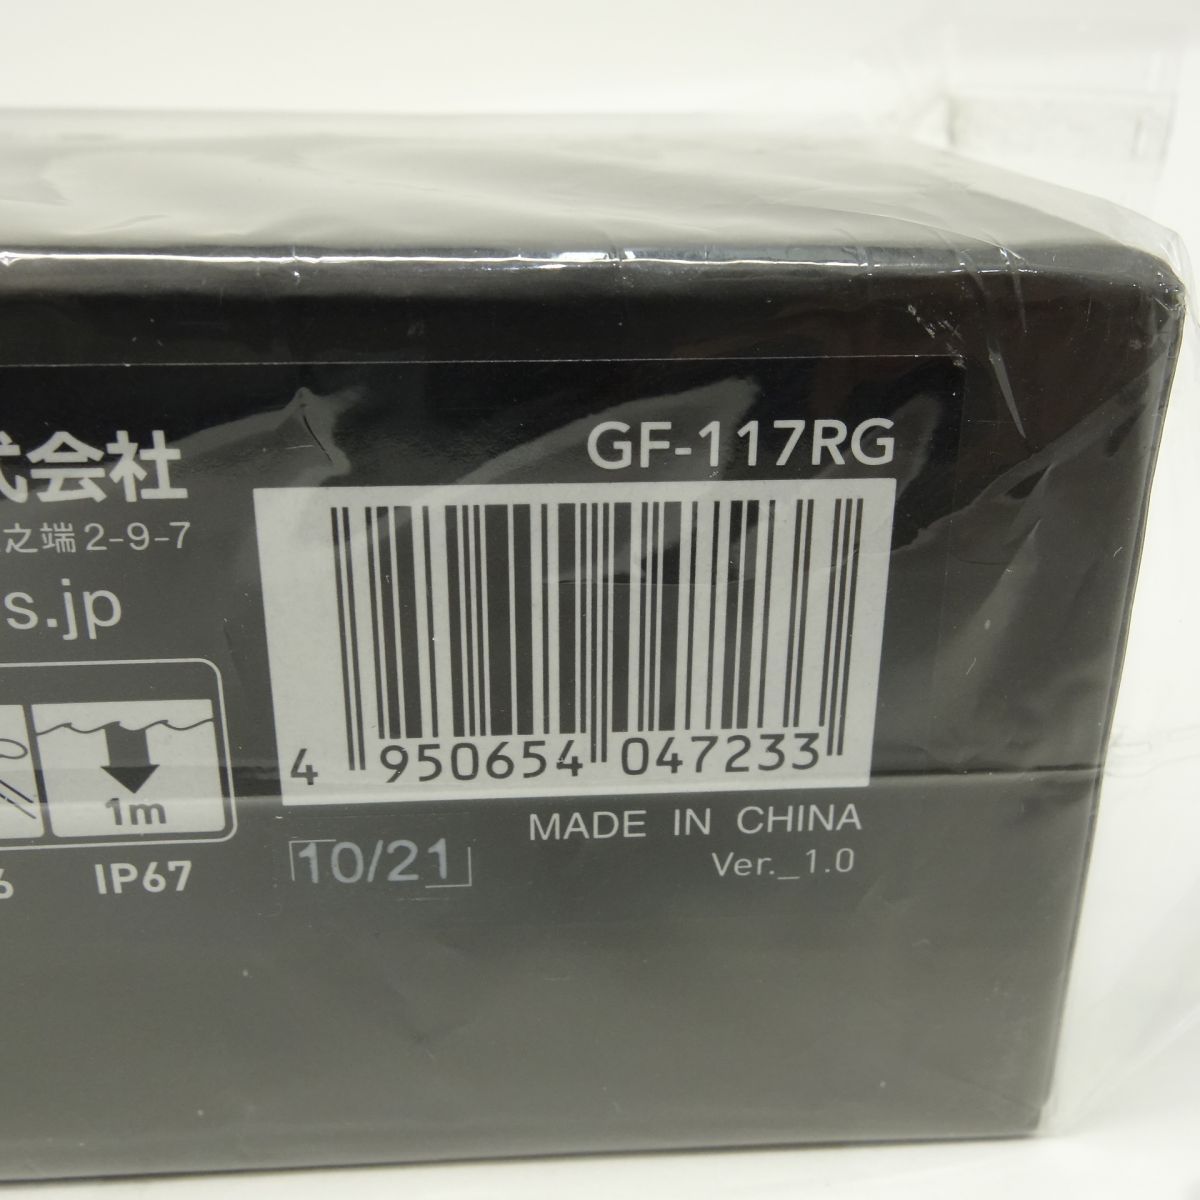 GF-117RG
式会社
之端2-9-7
s.jp
4 950654 047233
1m
MADE IN CHINA
6 IP67
10/21
Ver._1.0